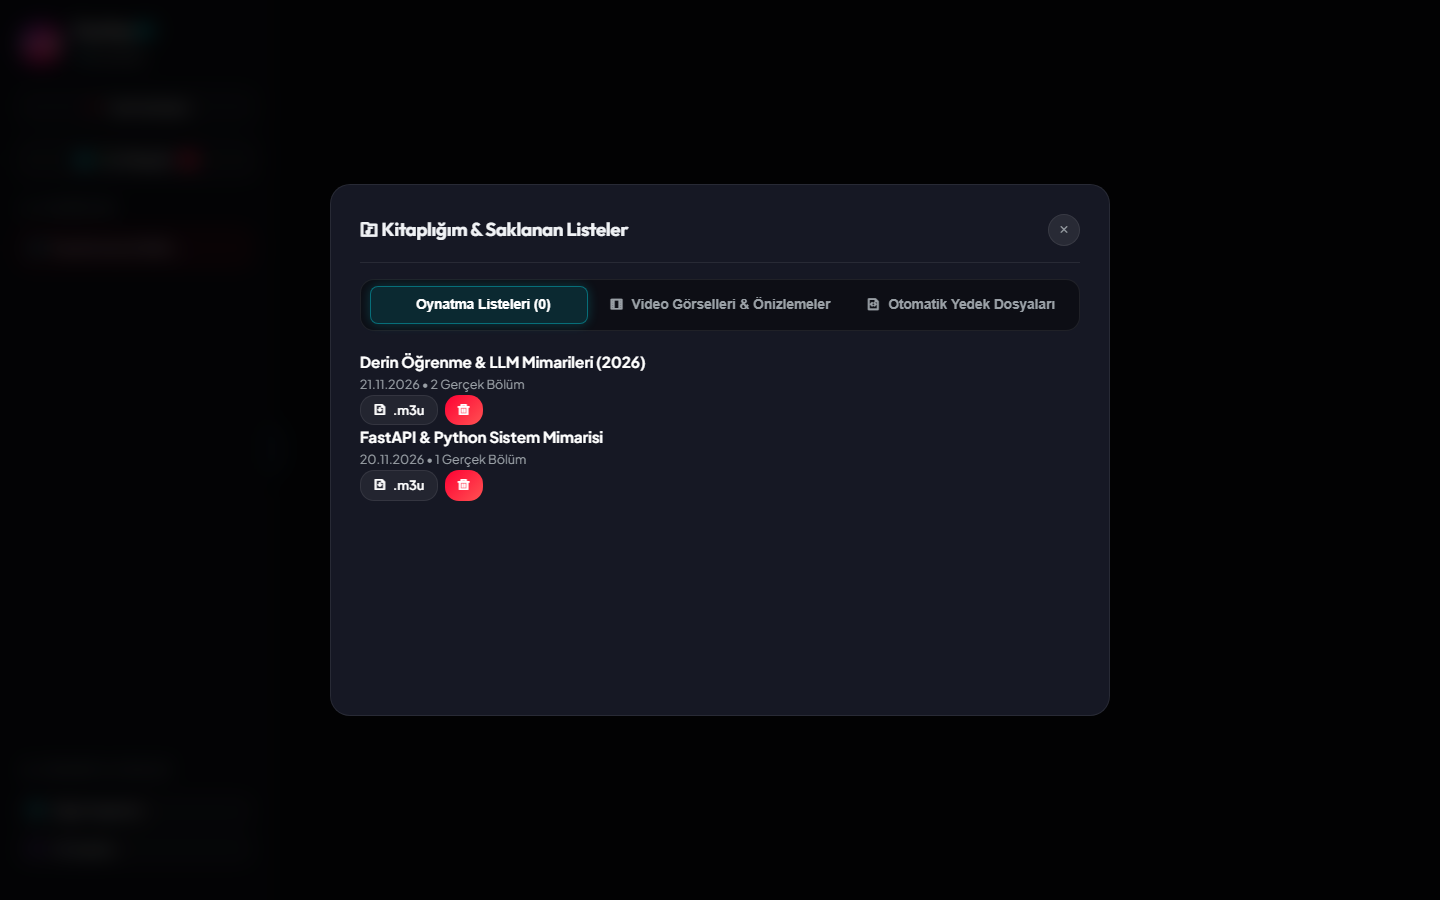 Kitaplığım & Saklanan Listeler
Oynatma Listeleri (0)
Video Görselleri & Önizlemeler
Otomatik Yedek Dosyaları
Derin Öğrenme & LLM Mimarileri (2026)
21.11.2026 • 2 Gerçek Bölüm
.m3u
FastAPI & Python Sistem Mimarisi
20.11.2026 • 1 Gerçek Bölüm
.m3u